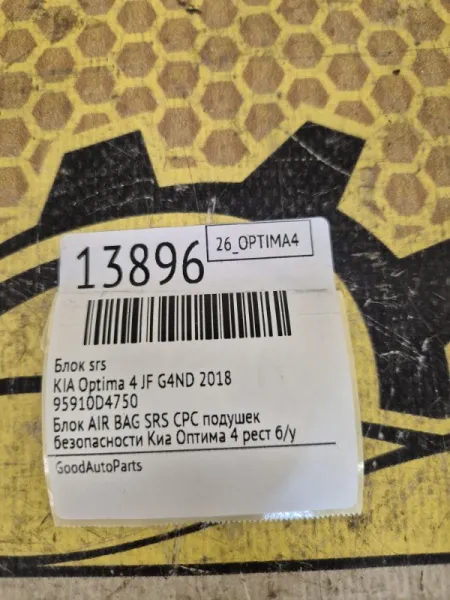 13896
26_OPTIMA4
Блок srs
KIA Optima 4 JF G4ND 2018
95910D4750
Блок AIR BAG SRS СРС подушек
безопасности Киа Оптима 4 рест б/у
GoodAutoParts